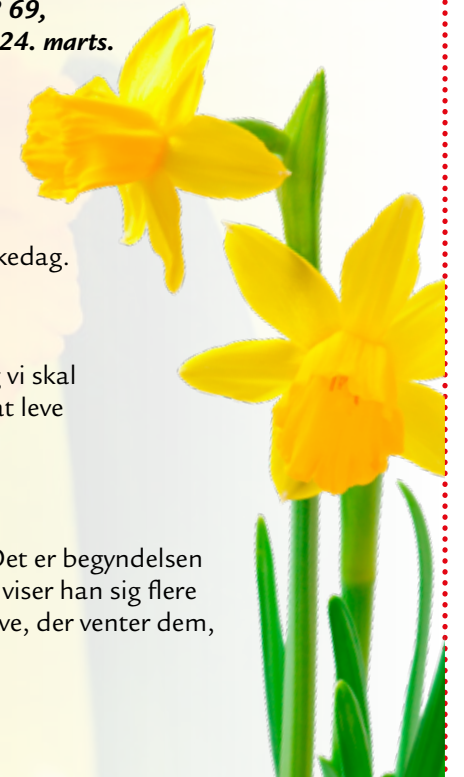 69,
24. marts.
kedag.
vi skal
at leve
Det er begyndelsen
viser han sig flere
ve, der venter dem,